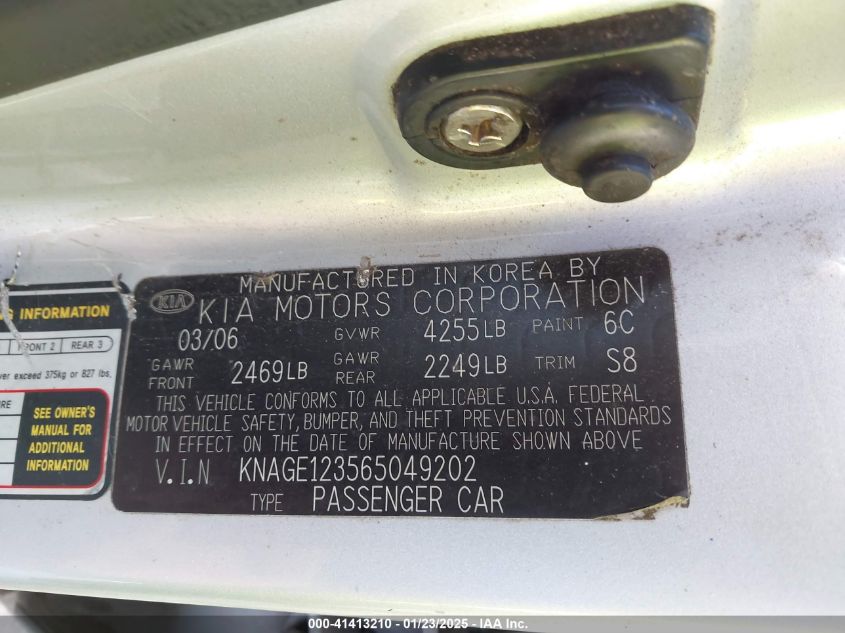 MANUFACTURED IN KOREA BY
KIA KIA MOTORS CORPORATION
03/06 GVWR 4255LB PAINT 6C
GAWR FRONT 2469LB GAWR REAR 2249LB TRIM S8
THIS VEHICLE CONFORMS TO ALL APPLICABLE U.S.A. FEDERAL
MOTOR VEHICLE SAFETY, BUMPER, AND THEFT PREVENTION STANDARDS
IN EFFECT ON THE DATE OF MANUFACTURE SHOWN ABOVE
V.I.N KNAGE123565049202
TYPE PASSENGER CAR
INFORMATION
FRONT 2 REAR 3
exceed 375kg or 827 lbs.
SEE OWNER'S
MANUAL FOR
ADDITIONAL
INFORMATION
000-41413210 - 01/23/2025 - IAA Inc.